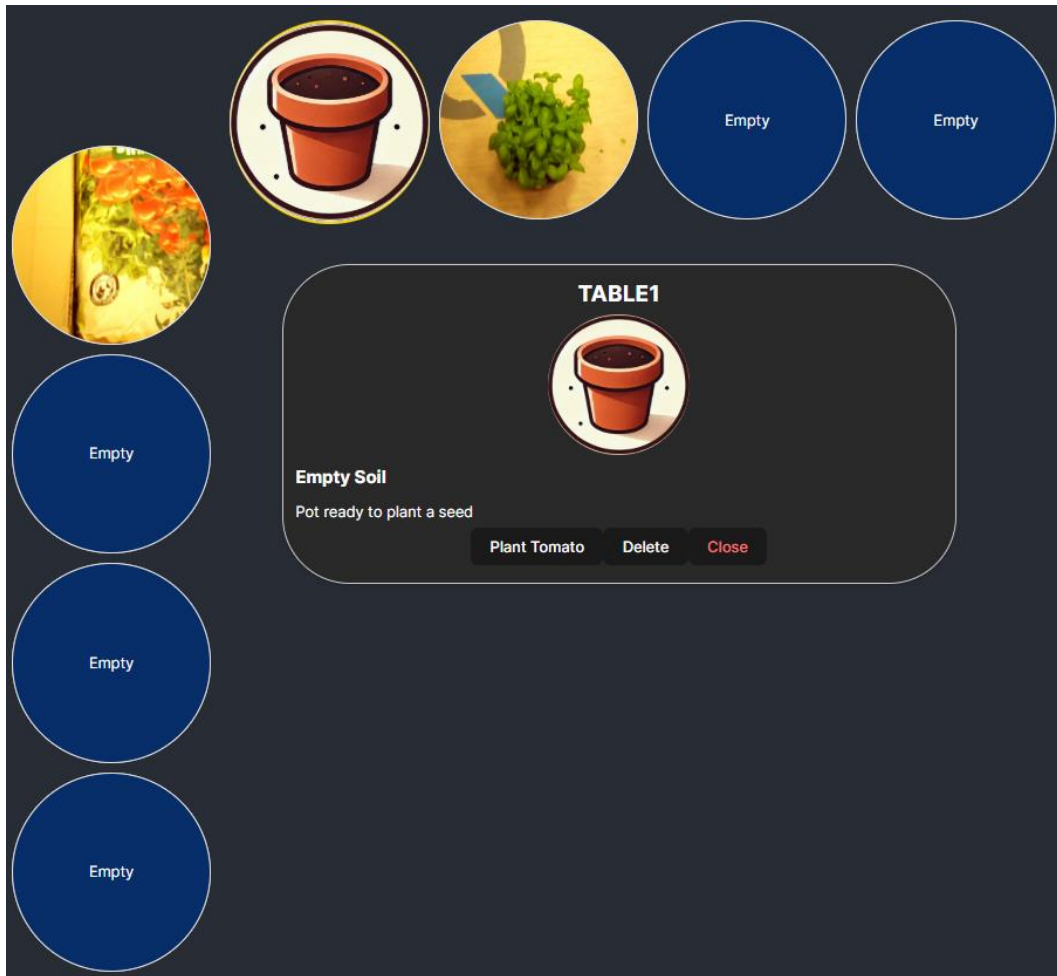 Empty
Empty
TABLE1
Empty Soil
Pot ready to plant a seed
Plant Tomato Delete Close
Empty
Empty
Empty